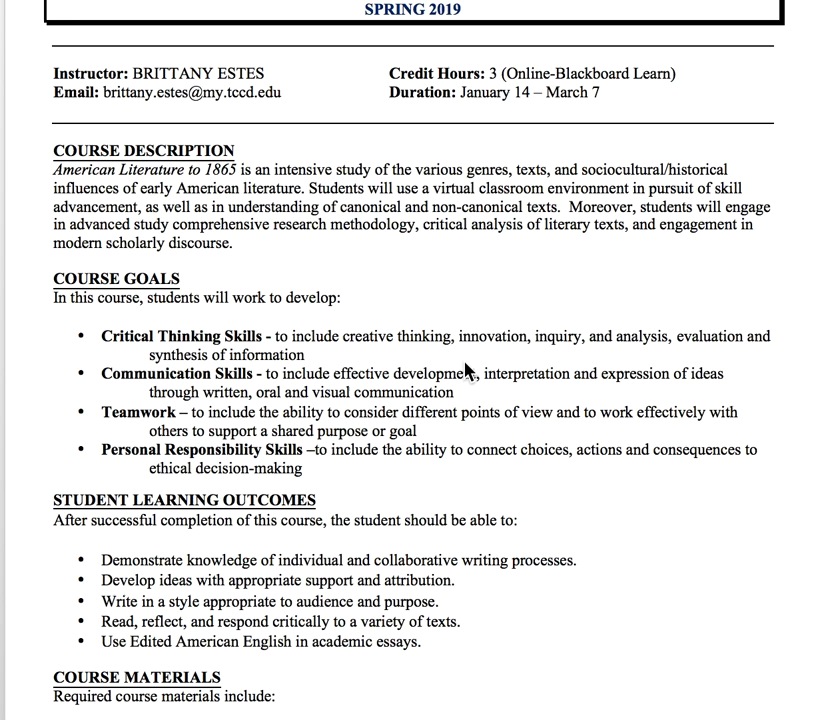 SPRING 2019
Instructor: BRITTANY ESTES Credit Hours: 3 (Online-Blackboard Learn)
Email: brittany.estes@my.tccd.edu Duration: January 14 – March 7
COURSE DESCRIPTION
American Literature to 1865 is an intensive study of the various genres, texts, and sociocultural/historical
influences of early American literature. Students will use a virtual classroom environment in pursuit of skill
advancement, as well as in understanding of canonical and non-canonical texts.  Moreover, students will engage
in advanced study comprehensive research methodology, critical analysis of literary texts, and engagement in
modern scholarly discourse.
COURSE GOALS
In this course, students will work to develop:
• Critical Thinking Skills - to include creative thinking, innovation, inquiry, and analysis, evaluation and
synthesis of information
• Communication Skills - to include effective developme, interpretation and expression of ideas
through written, oral and visual communication
• Teamwork – to include the ability to consider different points of view and to work effectively with
others to support a shared purpose or goal
• Personal Responsibility Skills –to include the ability to connect choices, actions and consequences to
ethical decision-making
STUDENT LEARNING OUTCOMES
After successful completion of this course, the student should be able to:
• Demonstrate knowledge of individual and collaborative writing processes.
• Develop ideas with appropriate support and attribution.
• Write in a style appropriate to audience and purpose.
• Read, reflect, and respond critically to a variety of texts.
• Use Edited American English in academic essays.
COURSE MATERIALS
Required course materials include: